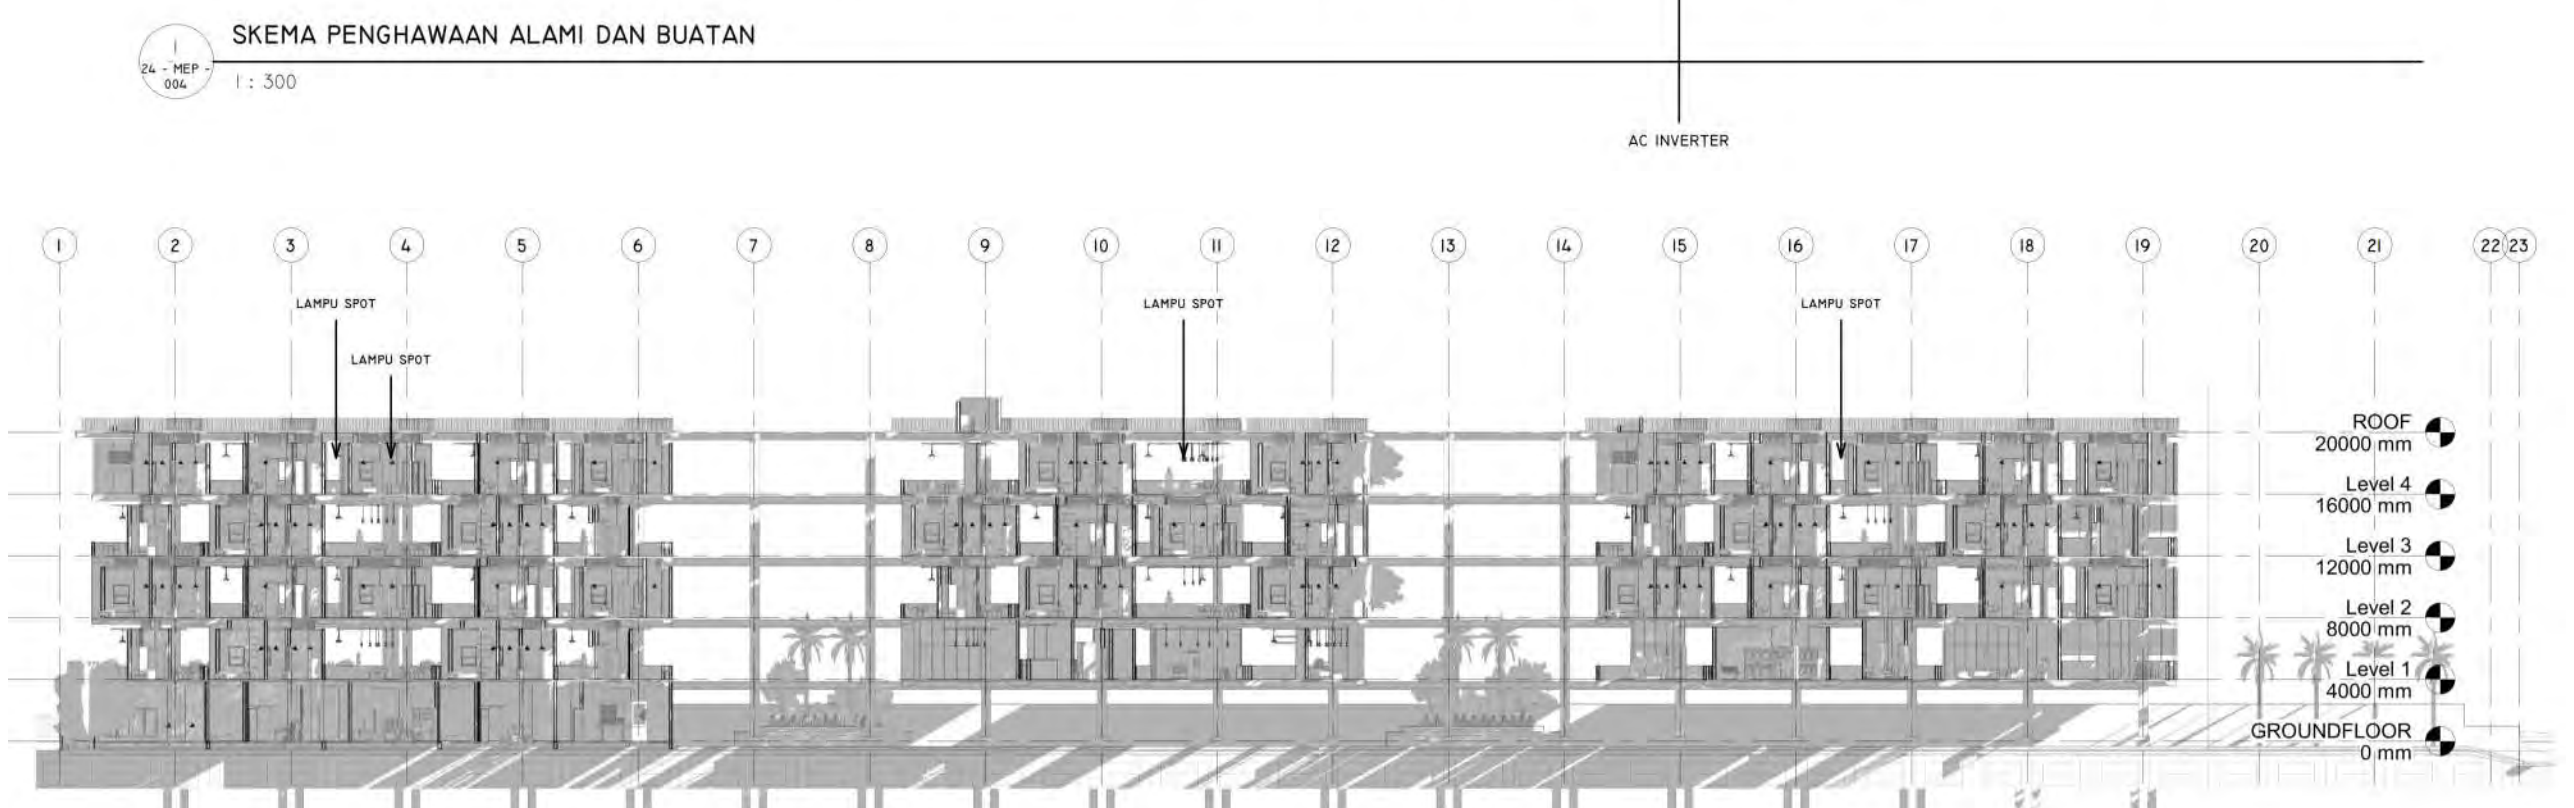 SKEMA PENGHAWAAN ALAMI DAN BUATAN
1
24 - MEP -
004
1 : 300
AC INVERTER
1 2 3 4 5 6 7 8 9 10 11 12 13 14 15 16 17 18 19 20 21 22 23
LAMPU SPOT
LAMPU SPOT
LAMPU SPOT
LAMPU SPOT
ROOF
20000 mm
Level 4
16000 mm
Level 3
12000 mm
Level 2
8000 mm
Level 1
4000 mm
GROUNDFLOOR
0 mm